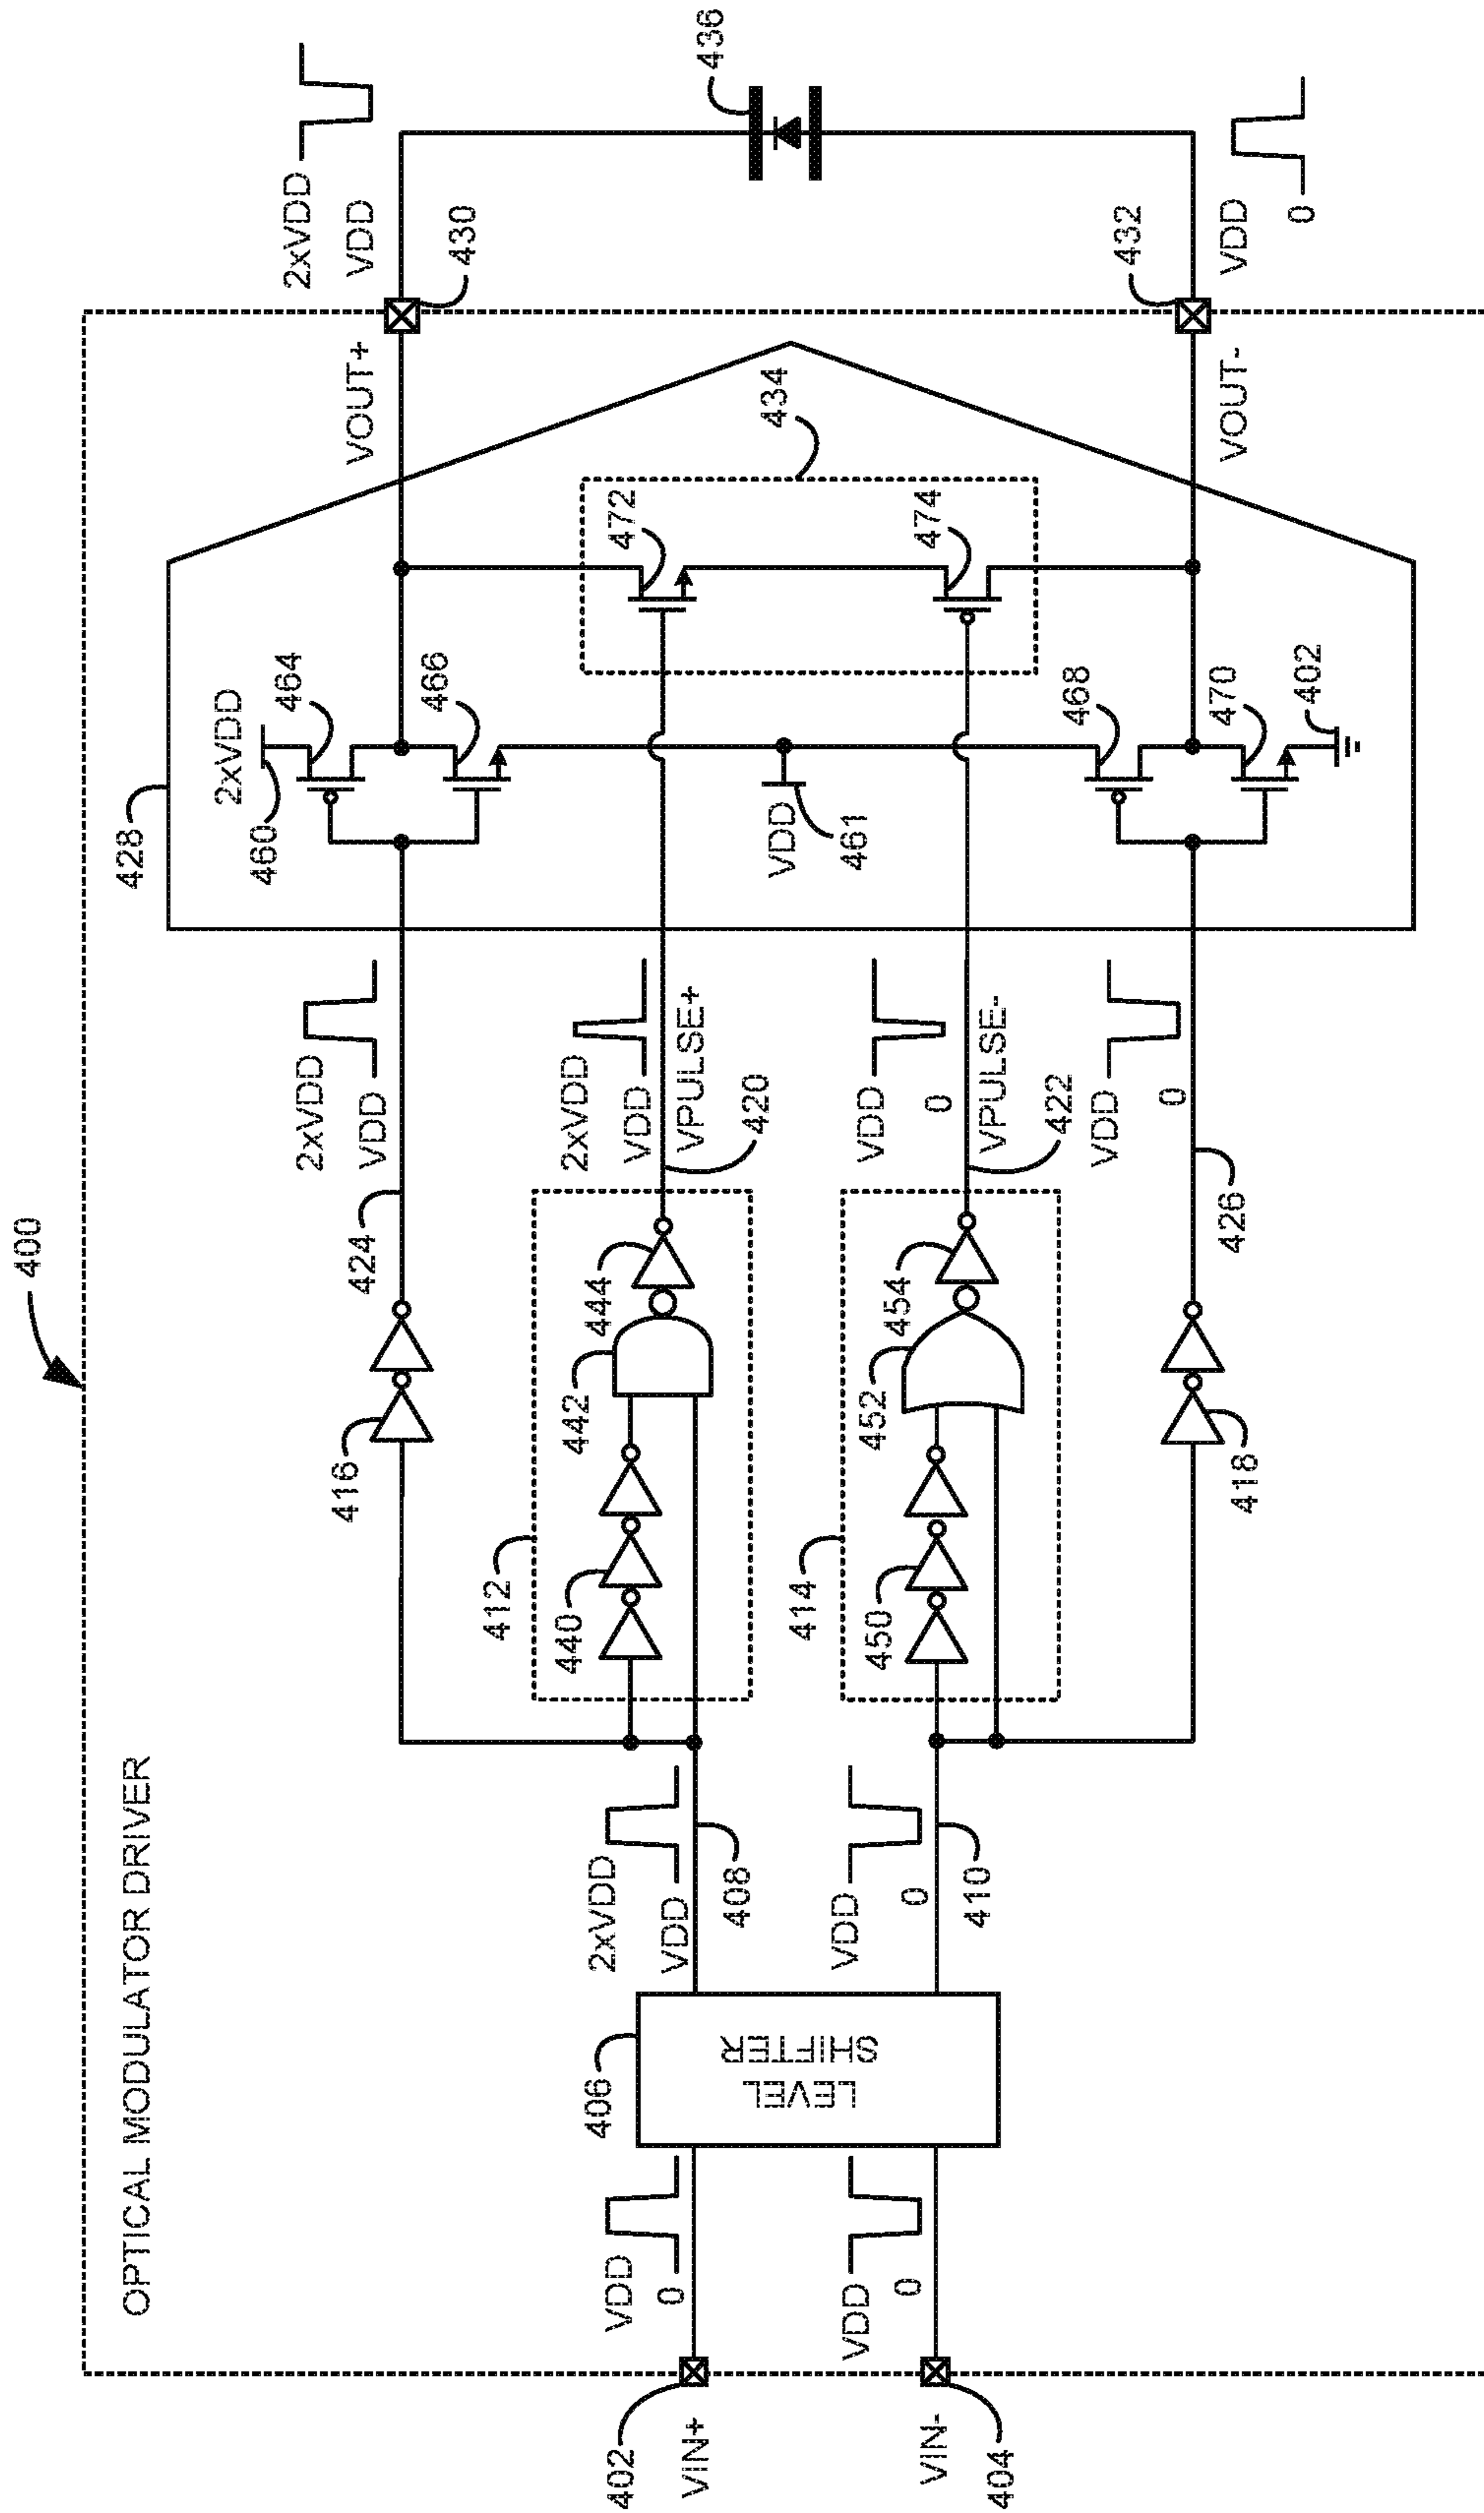 400
OPTICAL MODULATOR DRIVER
402
VIN+
404
VIN-
VDD
0
VDD
0
406
LEVEL
SHIFTER
2xVDD
VDD
408
VDD
0
410
416
412
440
442
444
414
450
452
454
418
424
2xVDD
VDD
2xVDD
VDD
VPULSE+
420
VDD
0
VPULSE-
422
VDD
0
426
428
2xVDD
460
464
466
VDD
461
468
470
402
472
474
434
VOUT+
430
VOUT-
432
2xVDD
VDD
436
VDD
0